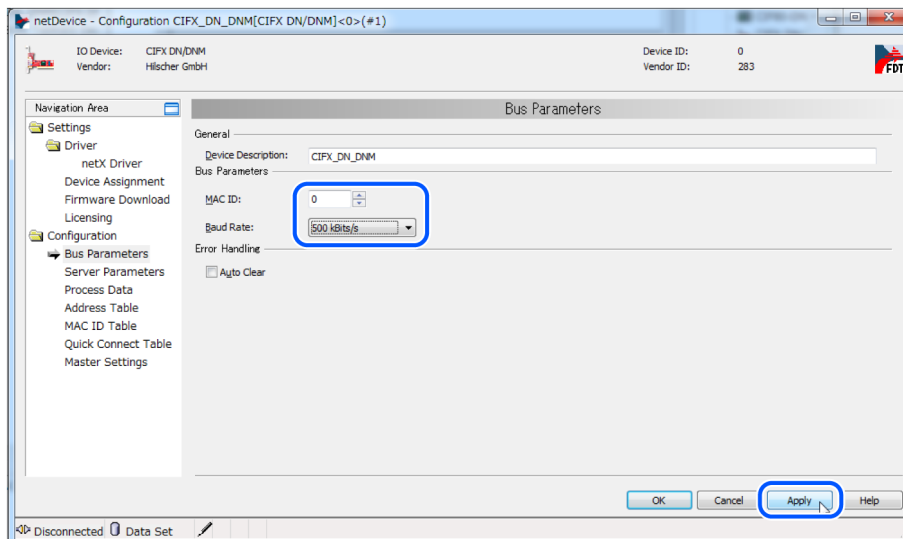 netDevice - Configuration CIFX_DN_DNM[CIFX DN/DNM]<0>(#1)
IO Device: CIFX DN/DNM Device ID: 0
Vendor: Hilscher GmbH Vendor ID: 283
FDT
Navigation Area
Bus Parameters
Settings
Driver
netX Driver
Device Assignment
Firmware Download
Licensing
Configuration
Bus Parameters
Server Parameters
Process Data
Address Table
MAC ID Table
Quick Connect Table
Master Settings
General
Device Description: CIFX_DN_DNM
Bus Parameters
MAC ID: 0
Baud Rate: 500 kBits/s
Error Handling
Auto Clear
OK Cancel Apply Help
Disconnected Data Set